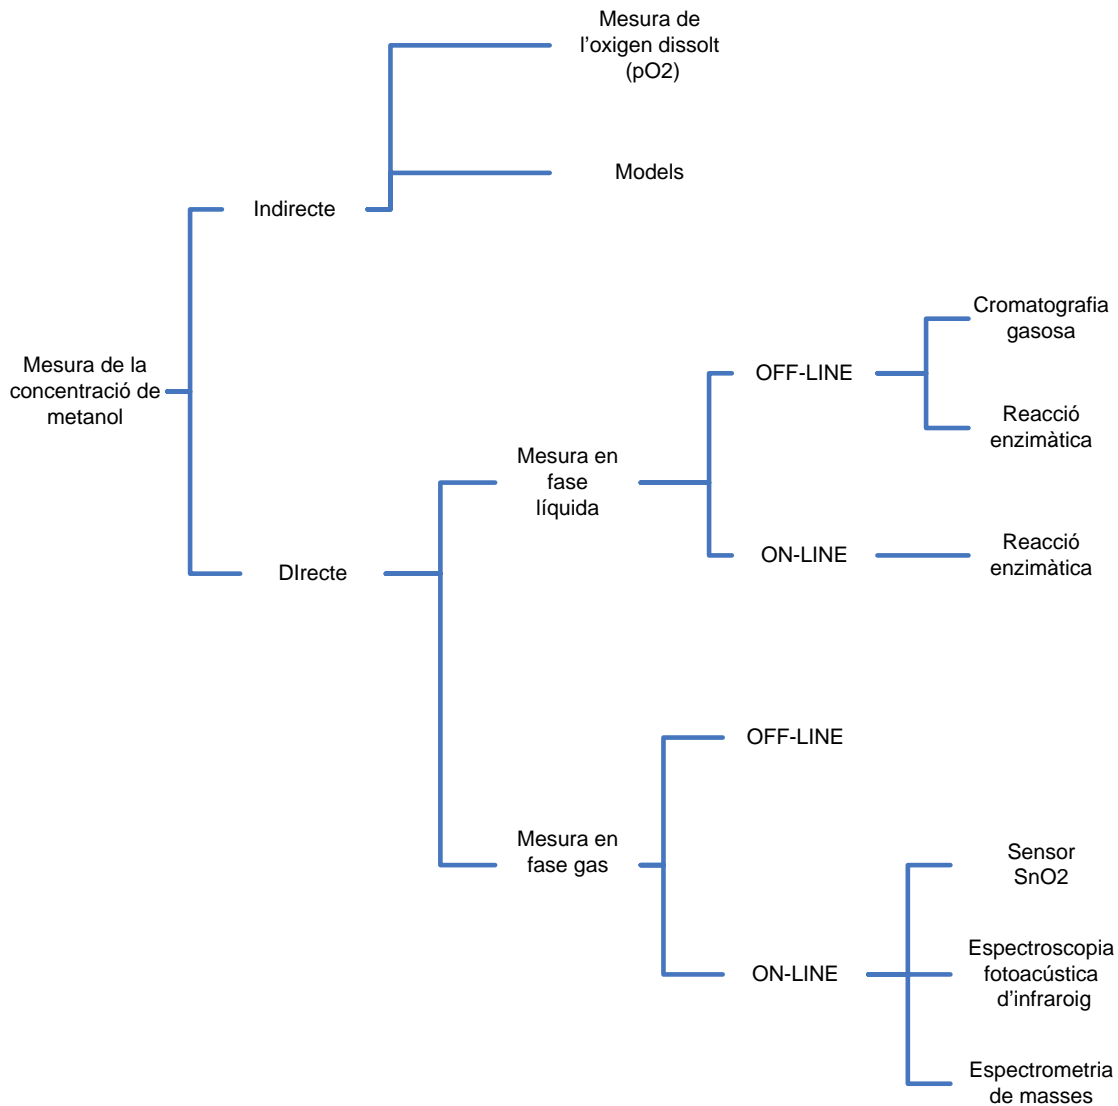 Mesura de
l’oxigen dissolt
(pO2)
Models
Indirecte
Mesura de la
concentració de
metanol
Cromatografia
gasosa
OFF-LINE
Reacció
enzimàtica
Mesura en
fase
líquida
ON-LINE
Reacció
enzimàtica
DIrecte
OFF-LINE
Mesura en
fase gas
Sensor
SnO2
ON-LINE
Espectroscopia
fotoacústica
d’infraroig
Espectrometria
de masses